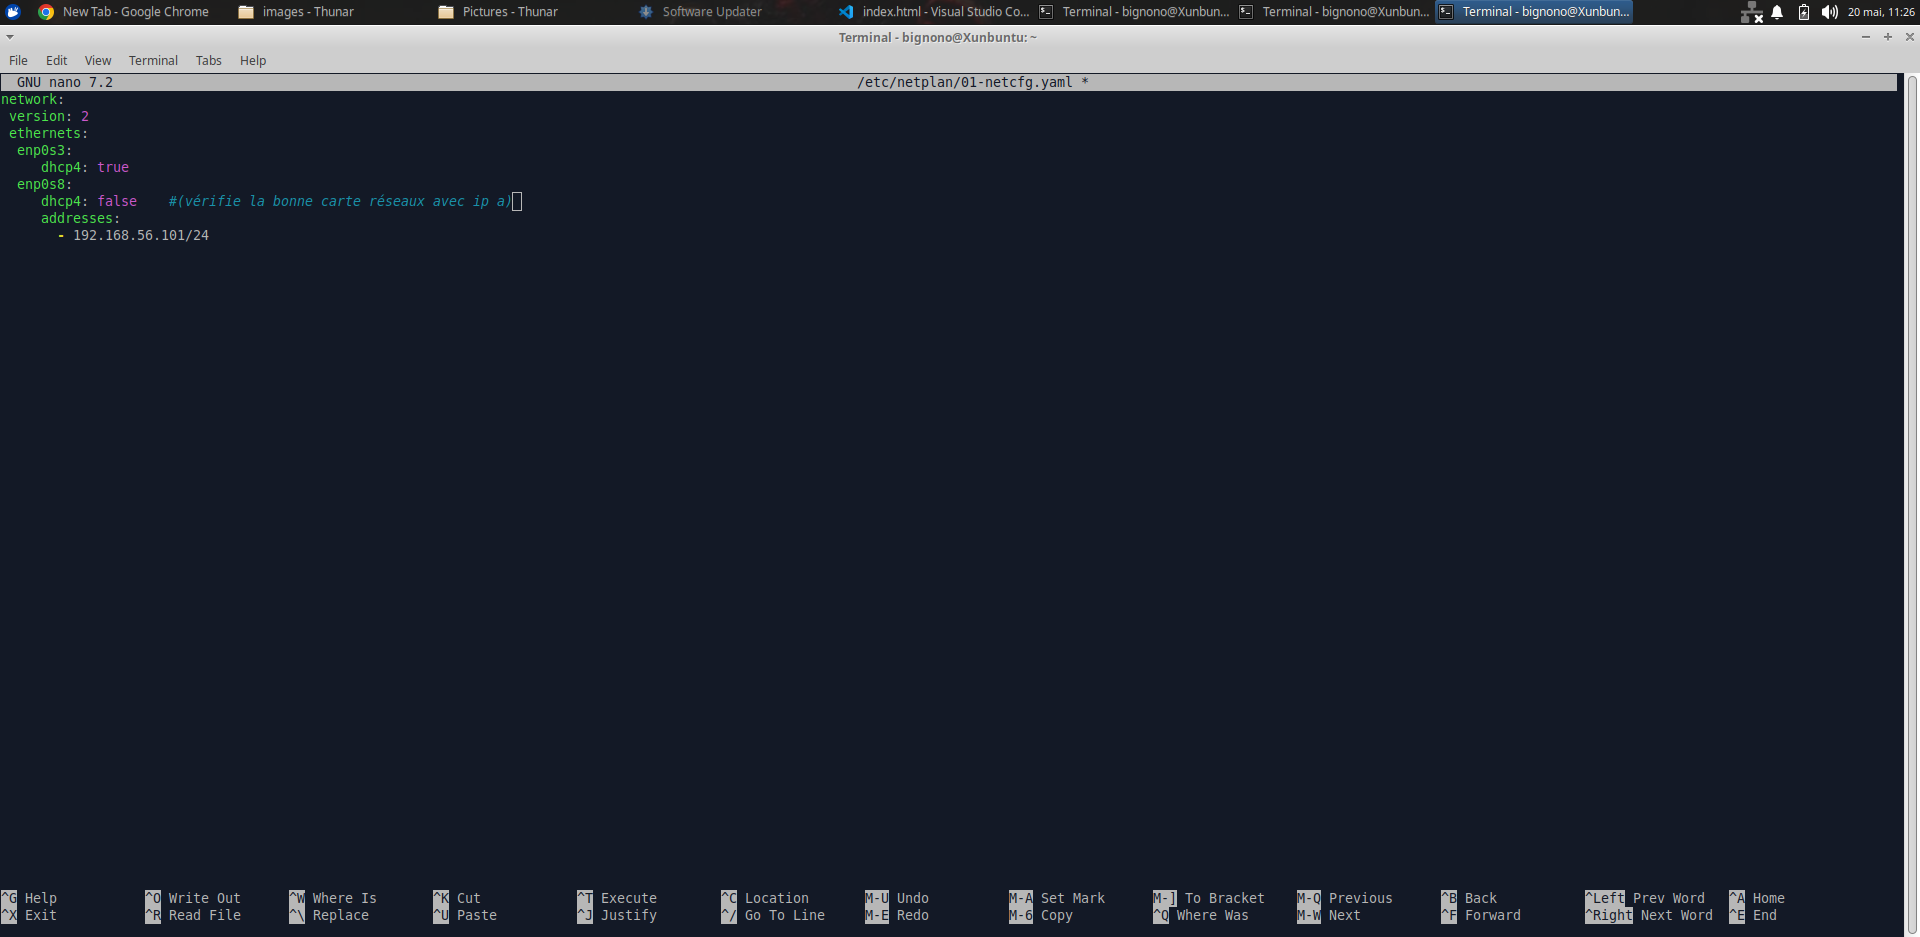 New Tab - Google Chrome images - Thunar Pictures - Thunar Software Updater index.html - Visual Studio Co... Terminal - bignono@Xunbun... Terminal - bignono@Xunbun... Terminal - bignono@Xunbun... 20 mai, 11:26
Terminal - bignono@Xunbuntu: ~
File Edit View Terminal Tabs Help
GNU nano 7.2 /etc/netplan/01-netcfg.yaml *
network:
 version: 2
 ethernets:
  enp0s3:
     dhcp4: true
  enp0s8:
     dhcp4: false    #(vérifie la bonne carte réseaux avec ip a)
     addresses:
       - 192.168.56.101/24
^G Help ^O Write Out ^W Where Is ^K Cut ^T Execute ^C Location M-U Undo M-A Set Mark M-] To Bracket M-Q Previous ^B Back ^Left Prev Word ^A Home
^X Exit ^R Read File ^\ Replace ^U Paste ^J Justify ^/ Go To Line M-E Redo M-6 Copy ^Q Where Was M-W Next ^F Forward ^Right Next Word ^E End